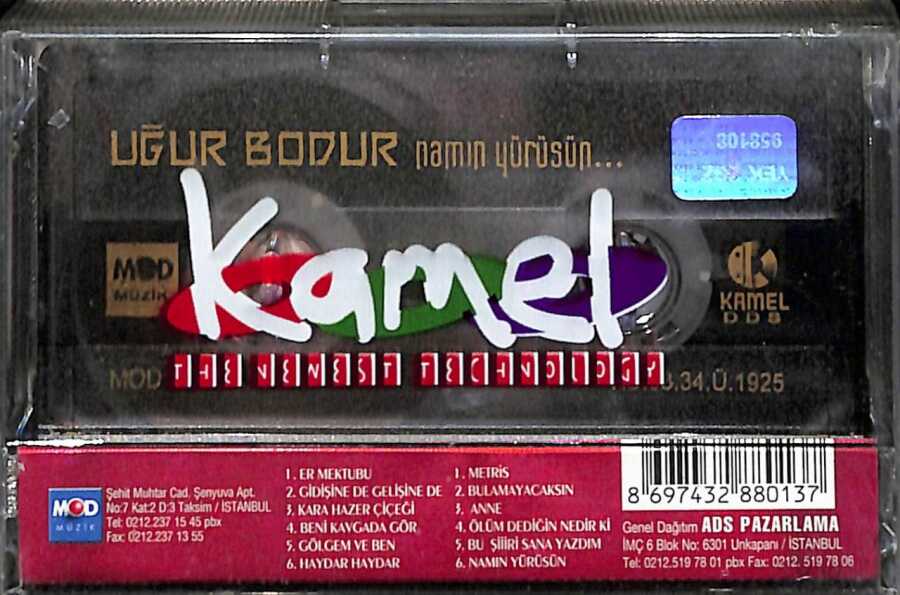 UĞUR BODUR namın yürüsün...
958108
MOD
MÜZİK
Kamel
KAMEL
DDS
MOD
THE NEWEST TECHNOLOGY
.34.Ü.1925
MOD
MÜZİK
Şehit Muhtar Cad. Şenyuva Apt.
No:7 Kat:2 D:3 Taksim / İSTANBUL
Tel: 0212.237 15 45 pbx
Fax: 0212.237 13 55
1. ER MEKTUBU
2. GİDİŞİNE DE GELİŞİNE DE
3. KARA HAZER ÇİÇEĞİ
4. BENİ KAVGADA GÖR
5. GÖLGEM VE BEN
6. HAYDAR HAYDAR
1. METRİS
2. BULAMAYACAKSIN
3. ANNE
4. ÖLÜM DEDİĞİN NEDİR Kİ
5. BU ŞİİİRİ SANA YAZDIM
6. NAMIN YÜRÜSÜN
8 697432 880137
Genel Dağıtım ADS PAZARLAMA
İMÇ 6 Blok No: 6301 Unkapanı / İSTANBUL
Tel: 0212.519 78 01 pbx Fax: 0212. 519 78 06